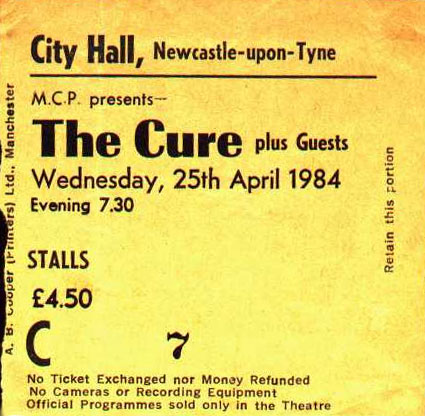 City Hall, Newcastle-upon-Tyne
M.C.P. presents—
The Cure plus Guests
Wednesday, 25th April 1984
Evening 7.30
STALLS
£4.50
C 7
No Ticket Exchanged nor Money Refunded
No Cameras or Recording Equipment
Official Programmes sold only in the Theatre
A. B. Cooper (Printers) Ltd., Manchester
Retain this portion